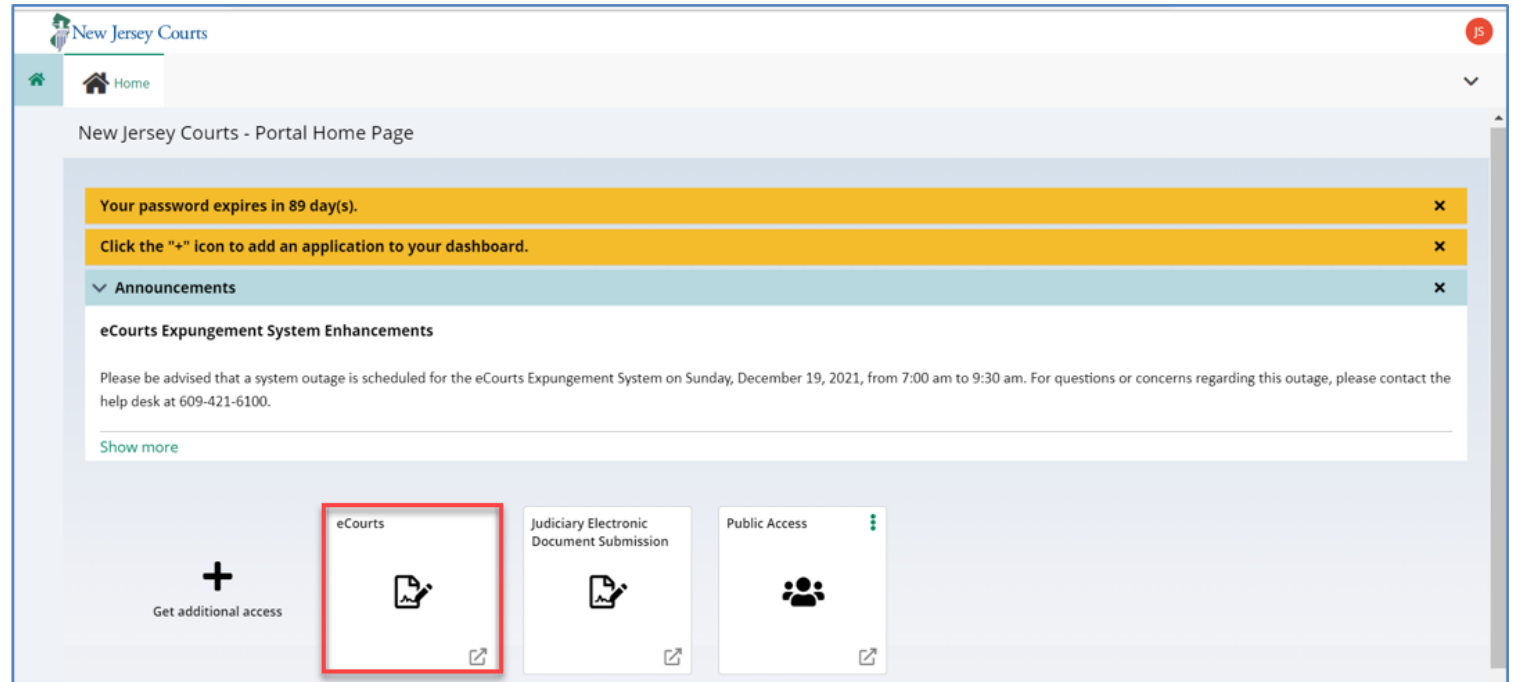 New Jersey Courts
JS
Home
New Jersey Courts - Portal Home Page
Your password expires in 89 day(s).
Click the "+" icon to add an application to your dashboard.
Announcements
eCourts Expungement System Enhancements
Please be advised that a system outage is scheduled for the eCourts Expungement System on Sunday, December 19, 2021, from 7:00 am to 9:30 am. For questions or concerns regarding this outage, please contact the
help desk at 609-421-6100.
Show more
Get additional access
eCourts
Judiciary Electronic
Document Submission
Public Access